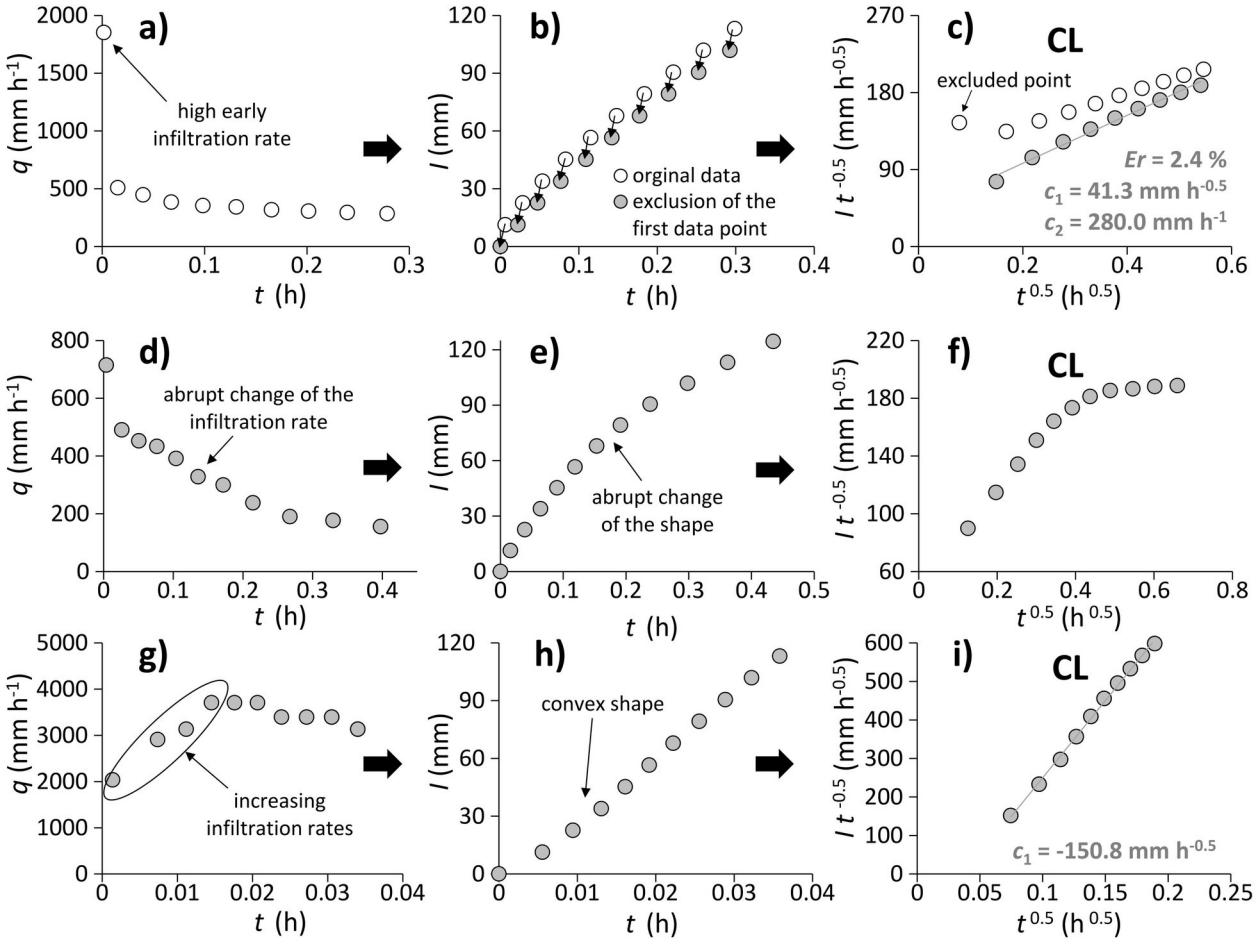 a)
q (mm h⁻¹)
2000
1500
1000
500
0
high early
infiltration rate
0 0.1 0.2 0.3
t (h)
b)
I (mm)
120
90
60
30
0
orginal data
exclusion of the
first data point
0 0.1 0.2 0.3 0.4
t (h)
c)
CL
I t⁻⁰·⁵ (mm h⁻⁰·⁵)
270
180
90
0
excluded point
Er = 2.4 %
c₁ = 41.3 mm h⁻⁰·⁵
c₂ = 280.0 mm h⁻¹
0 0.2 0.4 0.6
t⁰·⁵ (h⁰·⁵)
d)
q (mm h⁻¹)
800
600
400
200
0
abrupt change of the
infiltration rate
0 0.1 0.2 0.3 0.4
t (h)
e)
I (mm)
120
90
60
30
0
abrupt change
of the shape
0 0.1 0.2 0.3 0.4 0.5
t (h)
f)
CL
I t⁻⁰·⁵ (mm h⁻⁰·⁵)
220
180
140
100
60
0 0.2 0.4 0.6 0.8
t⁰·⁵ (h⁰·⁵)
g)
q (mm h⁻¹)
5000
4000
3000
2000
1000
0
increasing
infiltration rates
0 0.01 0.02 0.03 0.04
t (h)
h)
I (mm)
120
90
60
30
0
convex shape
0 0.01 0.02 0.03 0.04
t (h)
i)
CL
I t⁻⁰·⁵ (mm h⁻⁰·⁵)
600
500
400
300
200
100
0
c₁ = -150.8 mm h⁻⁰·⁵
0.00 0.05 0.1 0.15 0.20 0.25
t⁰·⁵ (h⁰·⁵)